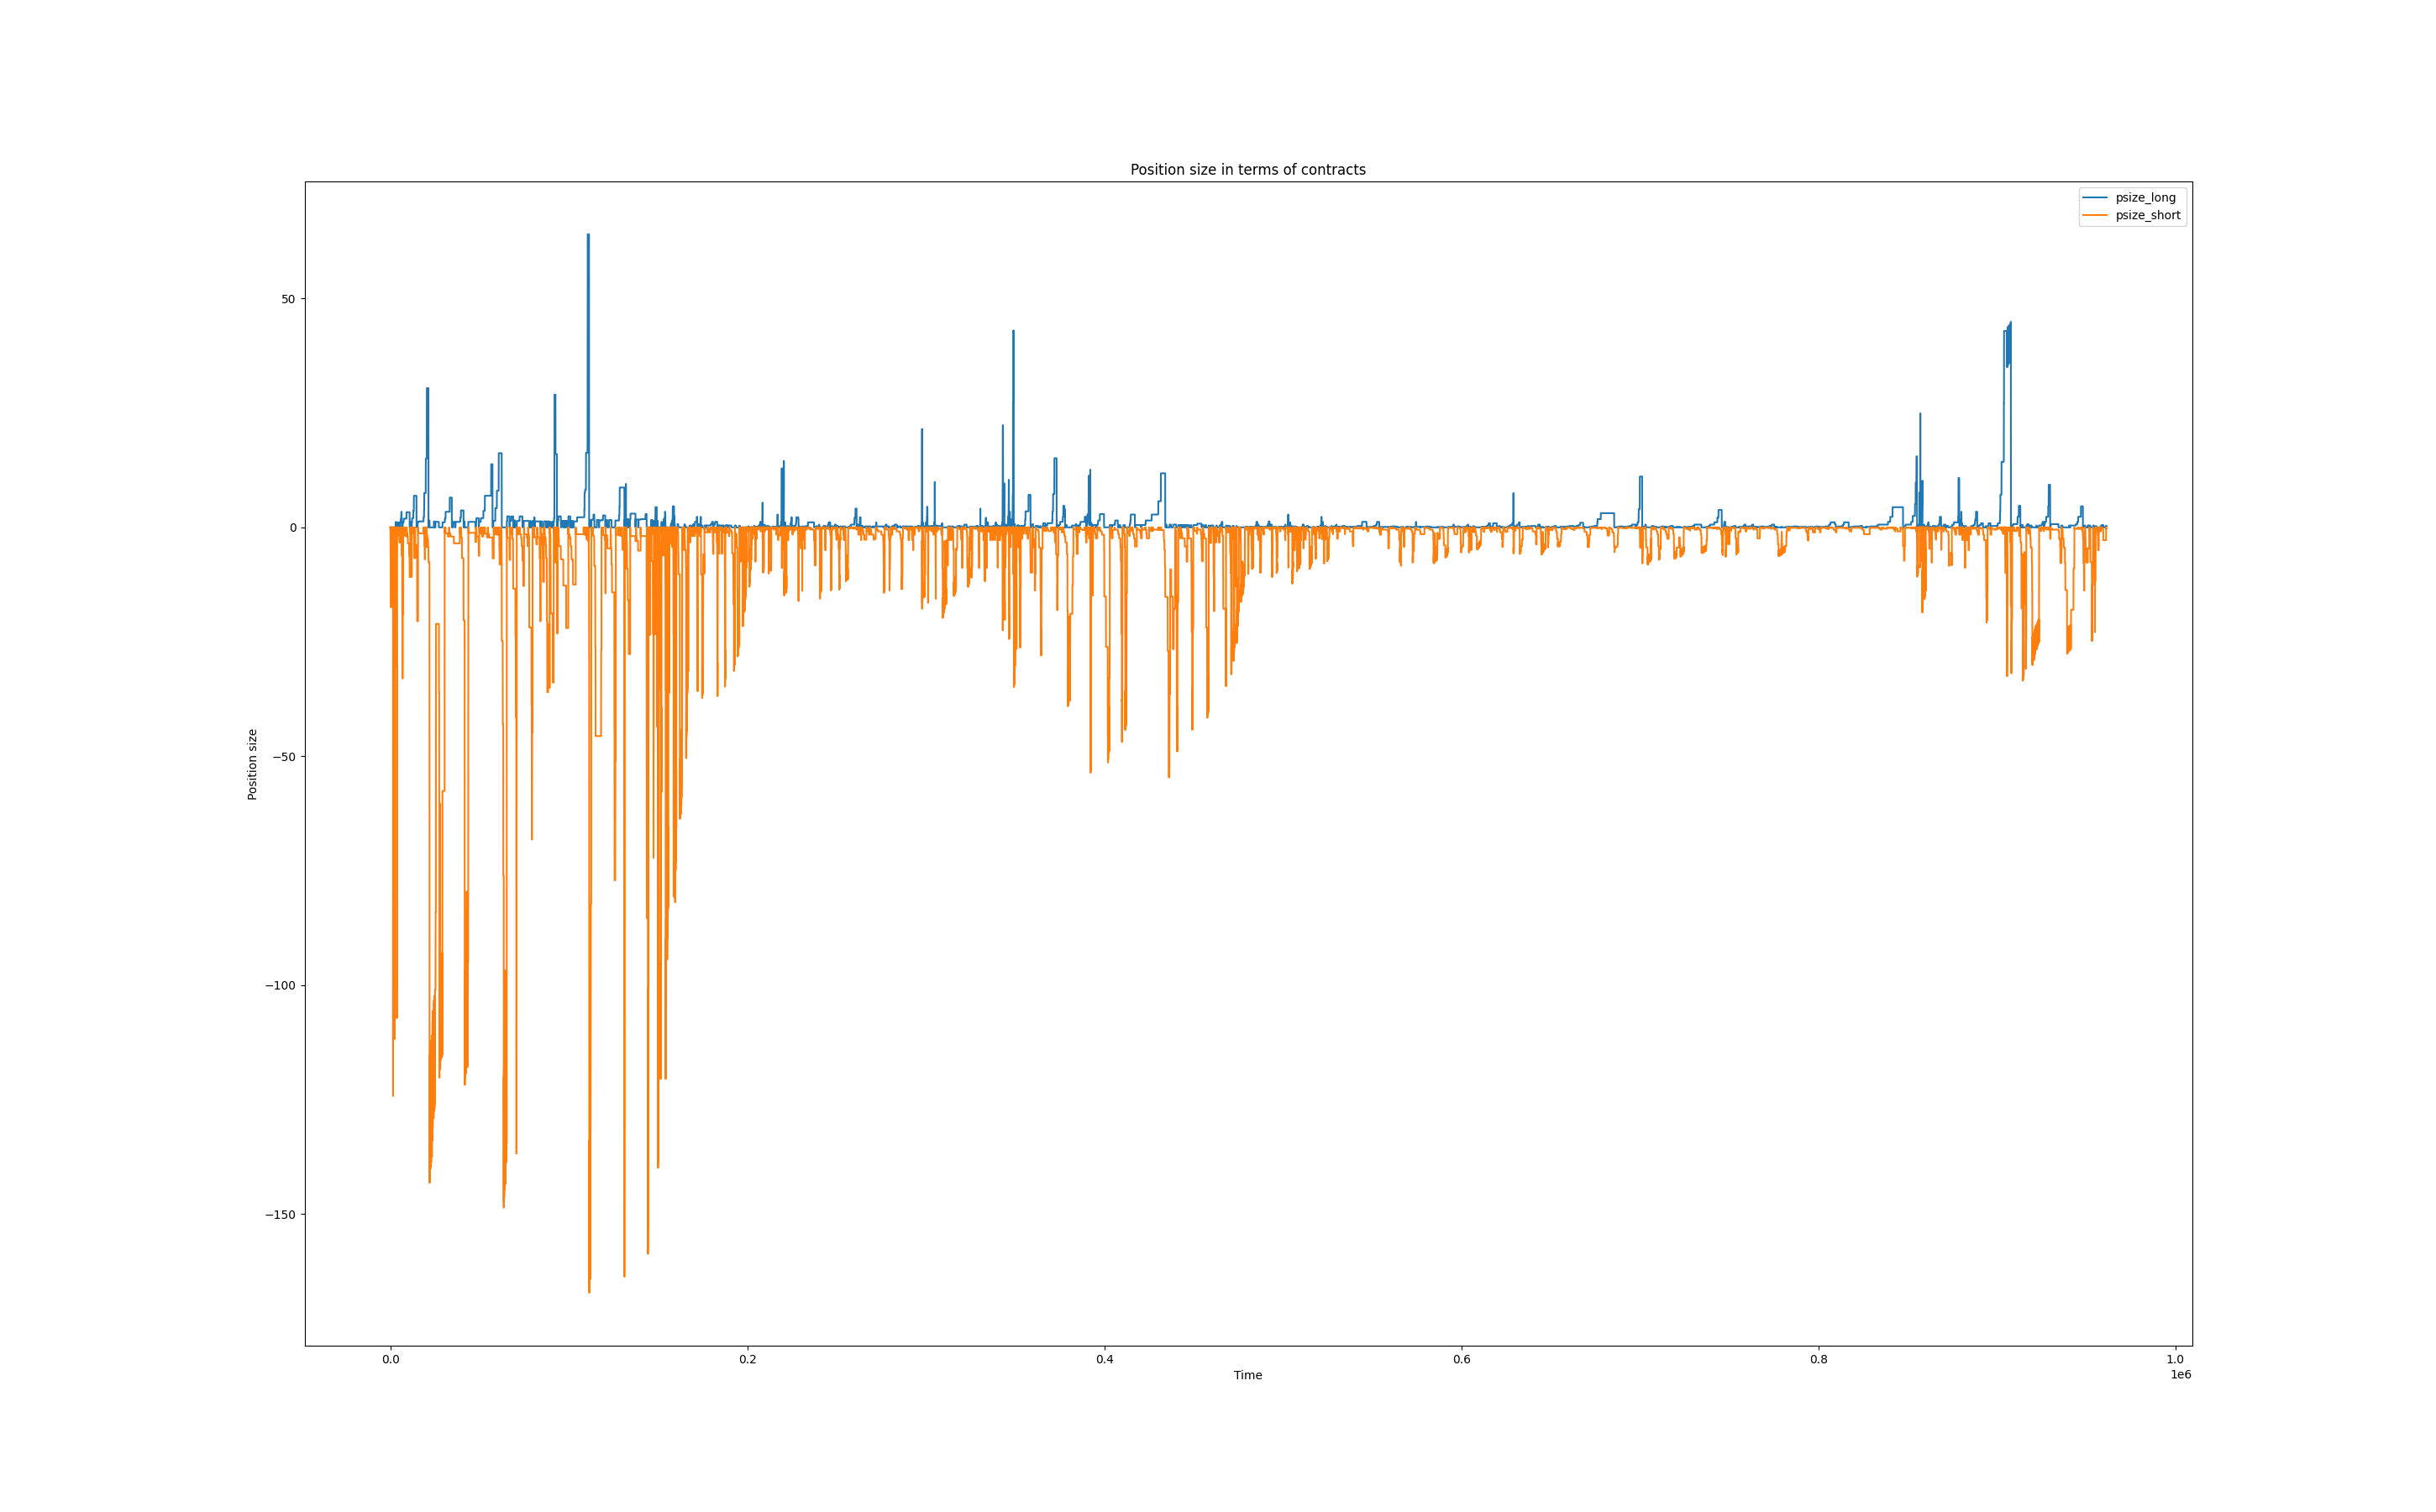 Position size in terms of contracts
psize_long
psize_short
50
0
−50
−100
−150
Position size
0.0
0.2
0.4
0.6
0.8
1.0
1e6
Time